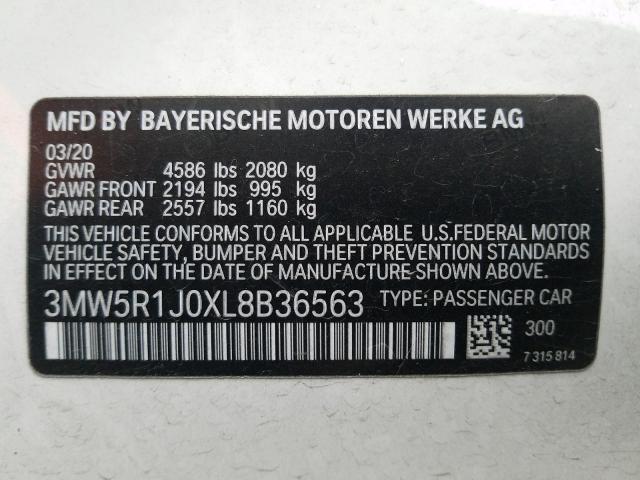 MFD BY BAYERISCHE MOTOREN WERKE AG
03/20
GVWR 4586 lbs 2080 kg
GAWR FRONT 2194 lbs 995 kg
GAWR REAR 2557 lbs 1160 kg
THIS VEHICLE CONFORMS TO ALL APPLICABLE U.S.FEDERAL MOTOR
VEHICLE SAFETY, BUMPER AND THEFT PREVENTION STANDARDS
IN EFFECT ON THE DATE OF MANUFACTURE SHOWN ABOVE.
3MW5R1J0XL8B36563 TYPE: PASSENGER CAR
300
7 315 814